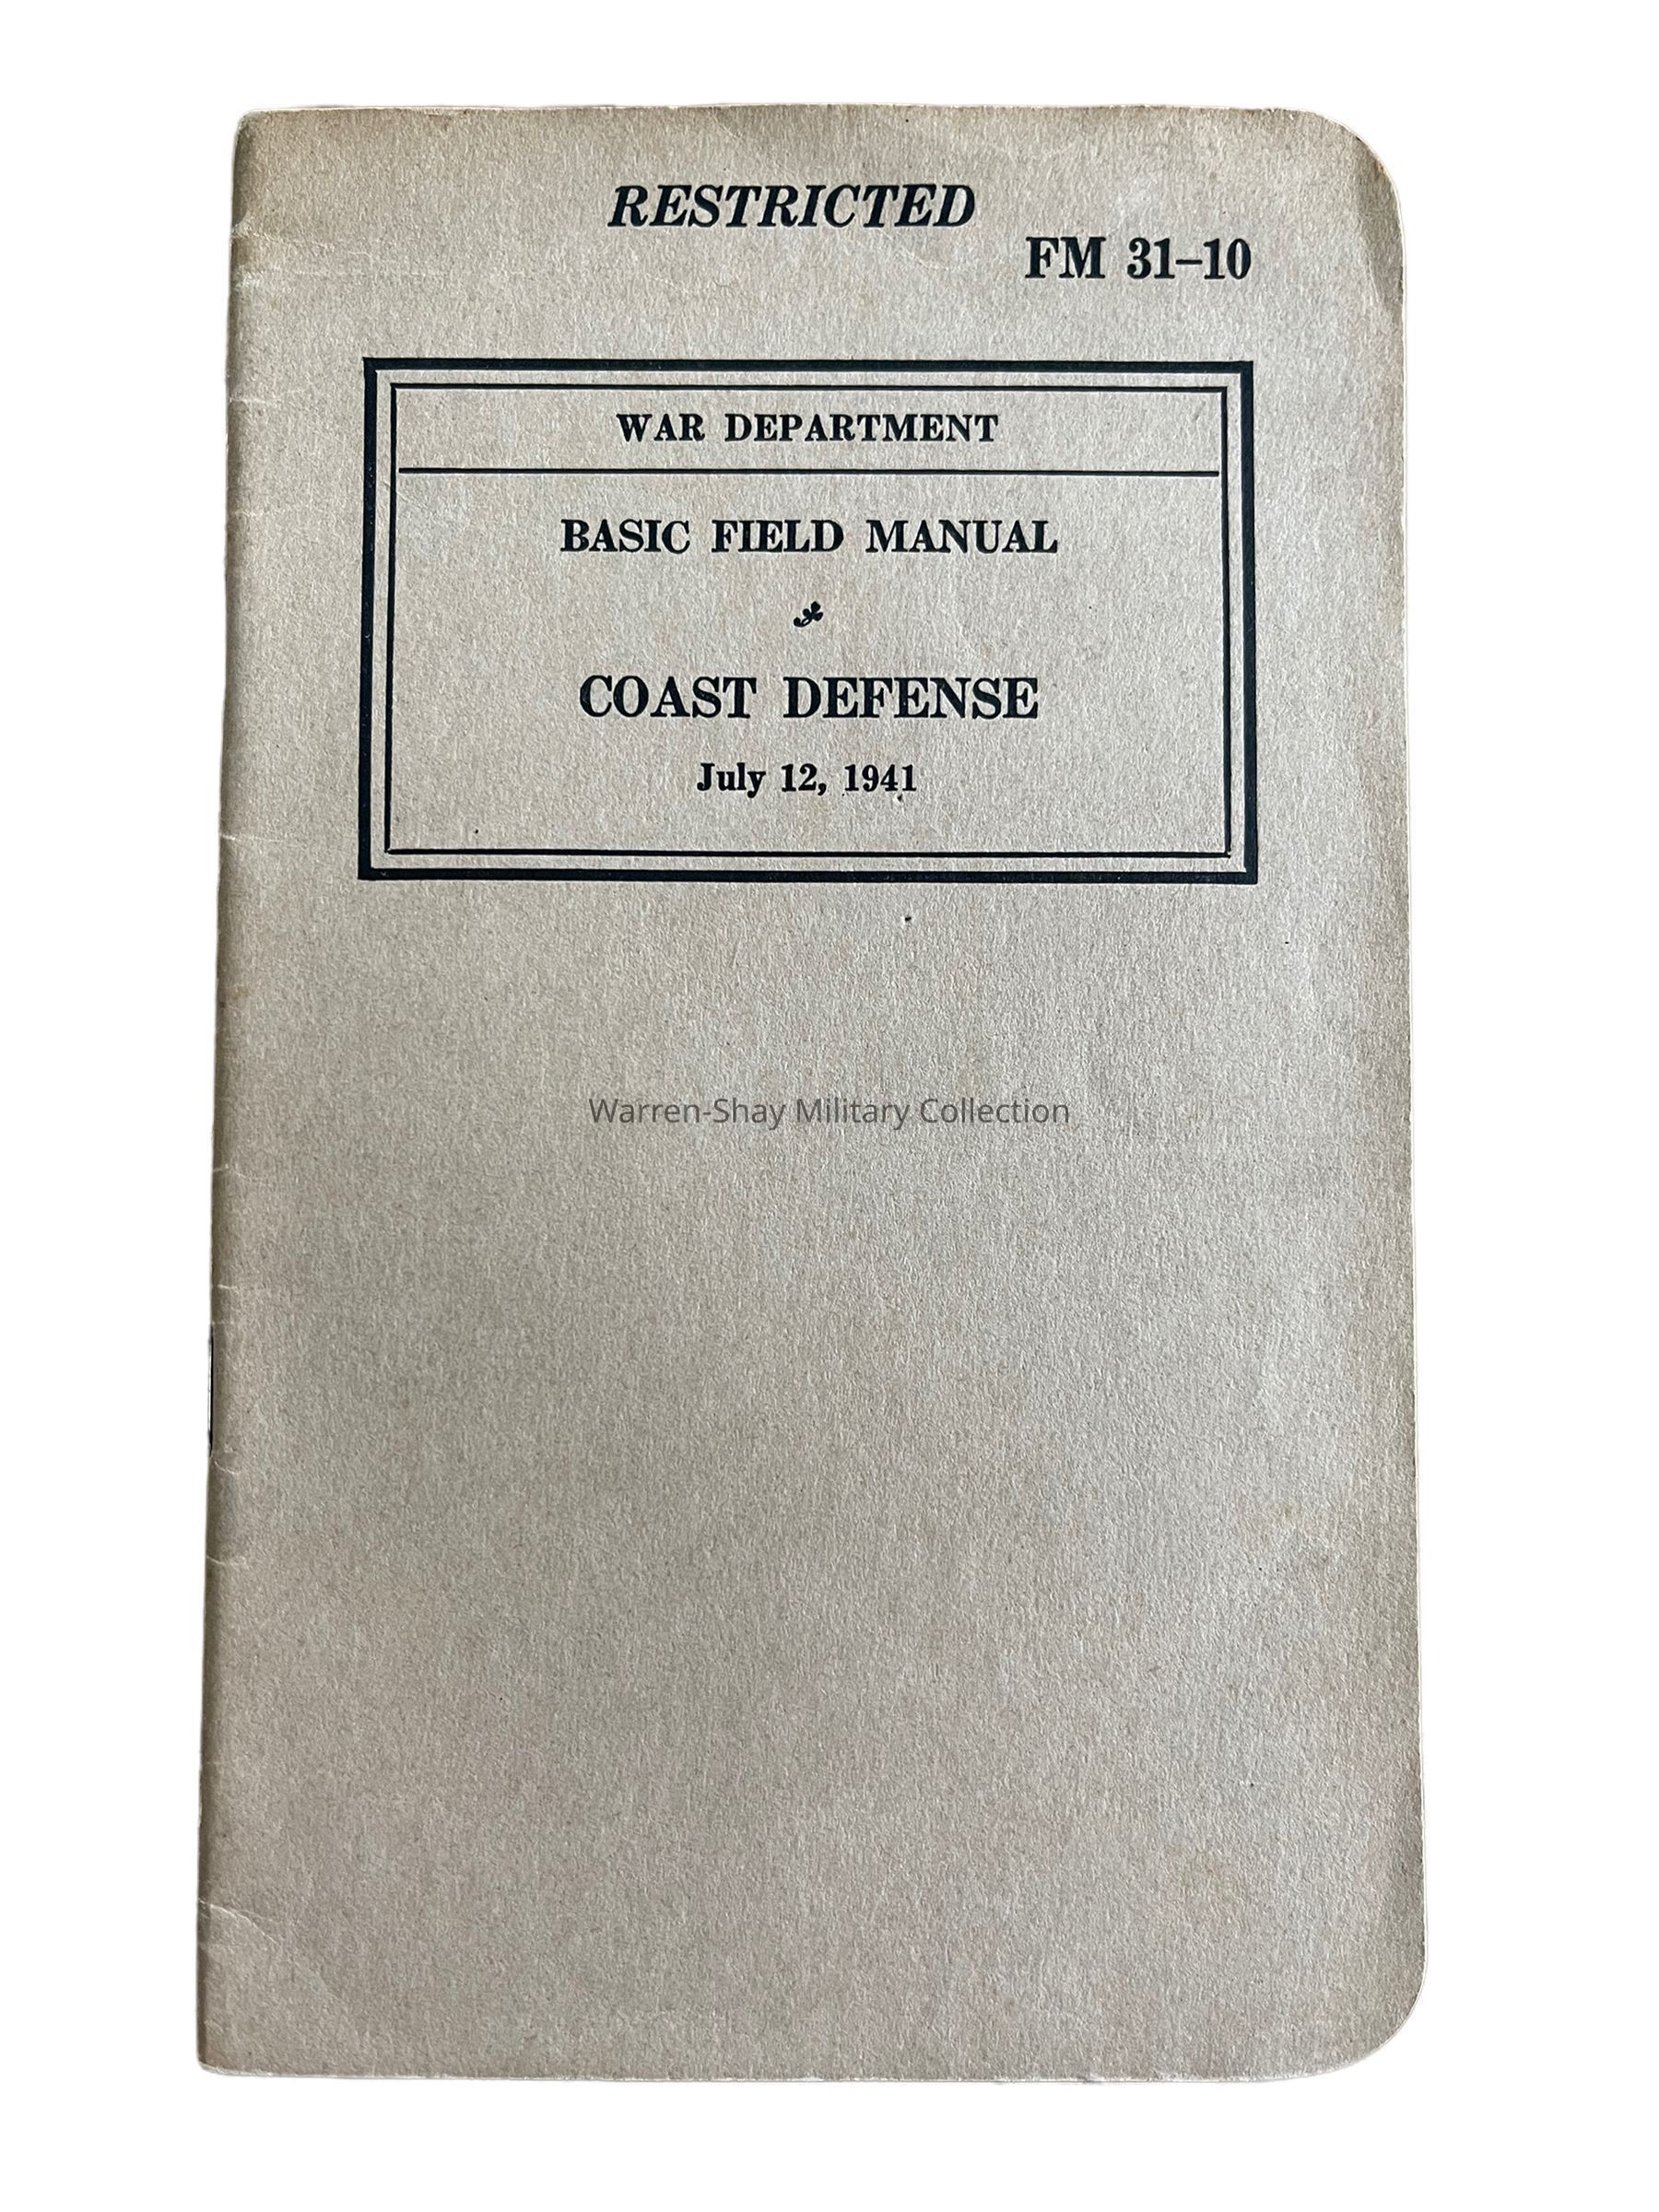 RESTRICTED
FM 31–10
WAR DEPARTMENT
BASIC FIELD MANUAL
COAST DEFENSE
July 12, 1941
Warren-Shay Military Collection